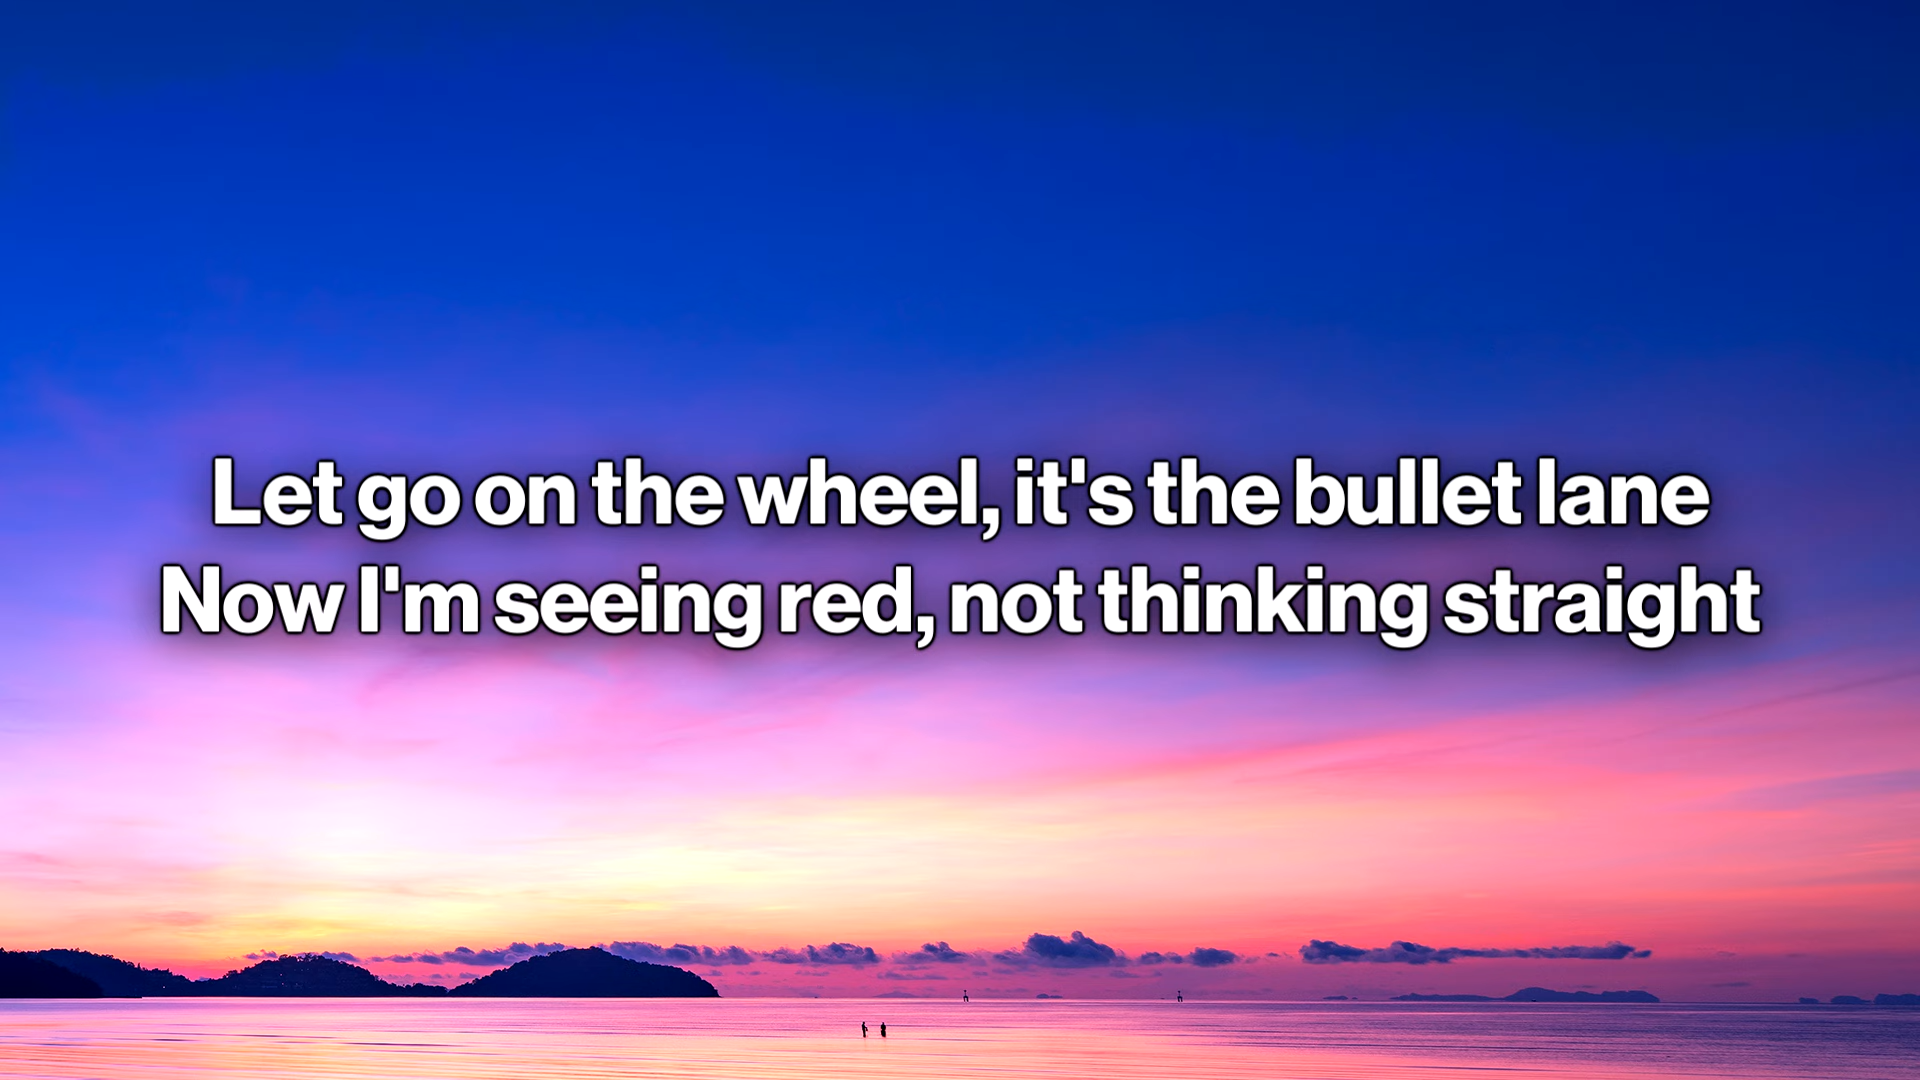 Let go on the wheel, it's the bullet lane
Now I'm seeing red, not thinking straight